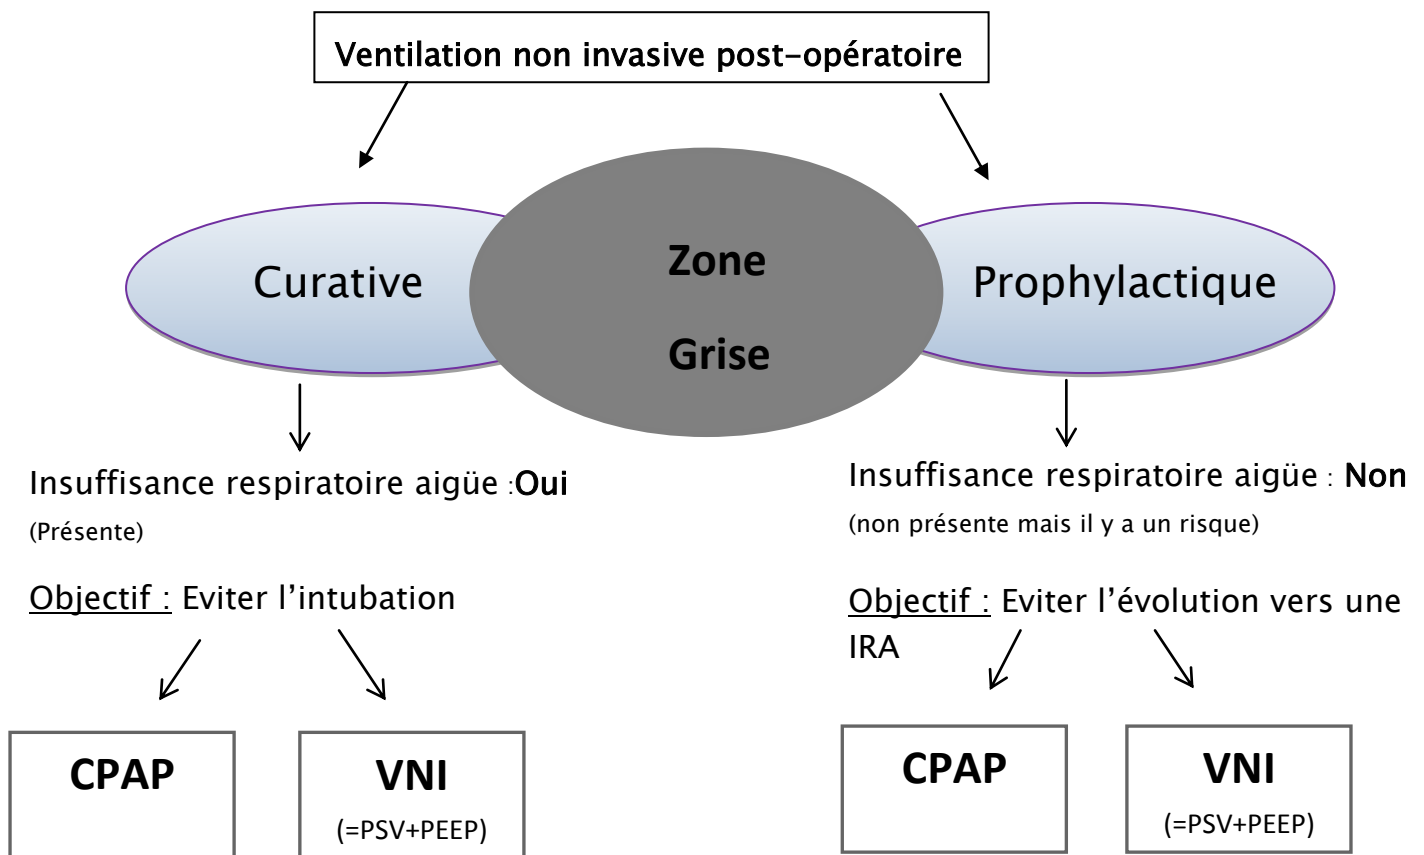 Ventilation non invasive post-opératoire
Curative
Zone
Grise
Prophylactique
Insuffisance respiratoire aigüe :Oui
(Présente)
Objectif : Eviter l'intubation
CPAP
VNI
(=PSV+PEEP)
Insuffisance respiratoire aigüe : Non
(non présente mais il y a un risque)
Objectif : Eviter l'évolution vers une
IRA
CPAP
VNI
(=PSV+PEEP)